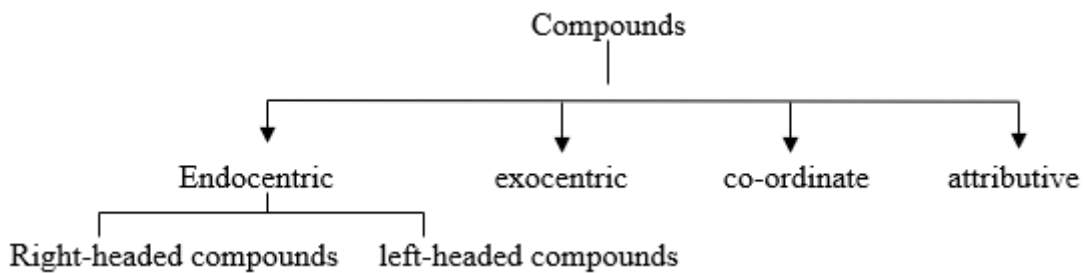 Compounds
Endocentric exocentric co-ordinate attributive
Right-headed compounds left-headed compounds